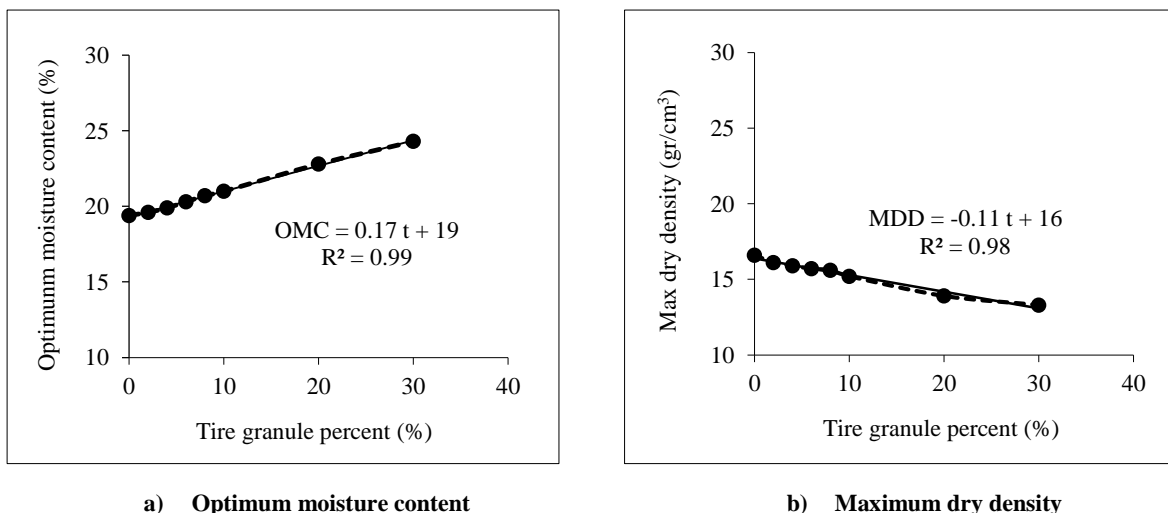 30
25
20
15
10
0
10
20
30
40
Optimunm moisture content (%)
Tire granule percent (%)
OMC = 0.17 t + 19
R² = 0.99
a) Optimum moisture content
30
25
20
15
10
0
10
20
30
40
Max dry density (gr/cm³)
Tire granule percent (%)
MDD = -0.11 t + 16
R² = 0.98
b) Maximum dry density